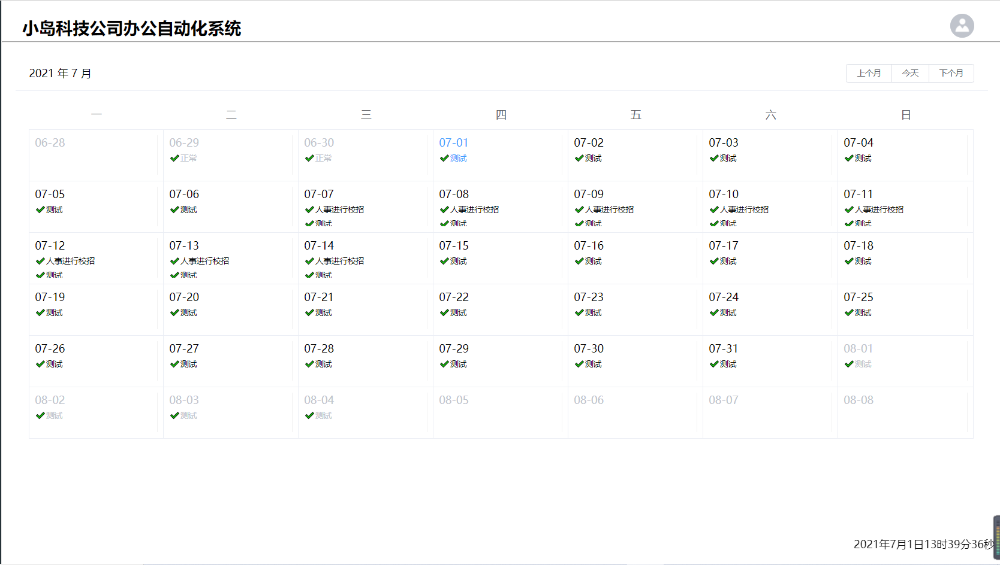 小岛科技公司办公自动化系统
2021 年 7 月
上个月 今天 下个月
一 二 三 四 五 六 日
06-28 06-29 06-30 07-01 07-02 07-03 07-04
正常 正常 测试 测试 测试 测试
07-05 07-06 07-07 07-08 07-09 07-10 07-11
测试 测试 人事进行校招 人事进行校招 人事进行校招 人事进行校招 人事进行校招
测试 测试 测试 测试 测试
07-12 07-13 07-14 07-15 07-16 07-17 07-18
人事进行校招 人事进行校招 人事进行校招 测试 测试 测试 测试
测试 测试 测试
07-19 07-20 07-21 07-22 07-23 07-24 07-25
测试 测试 测试 测试 测试 测试 测试
07-26 07-27 07-28 07-29 07-30 07-31 08-01
测试 测试 测试 测试 测试 测试 测试
08-02 08-03 08-04 08-05 08-06 08-07 08-08
测试 测试 测试
2021年7月1日13时39分36秒